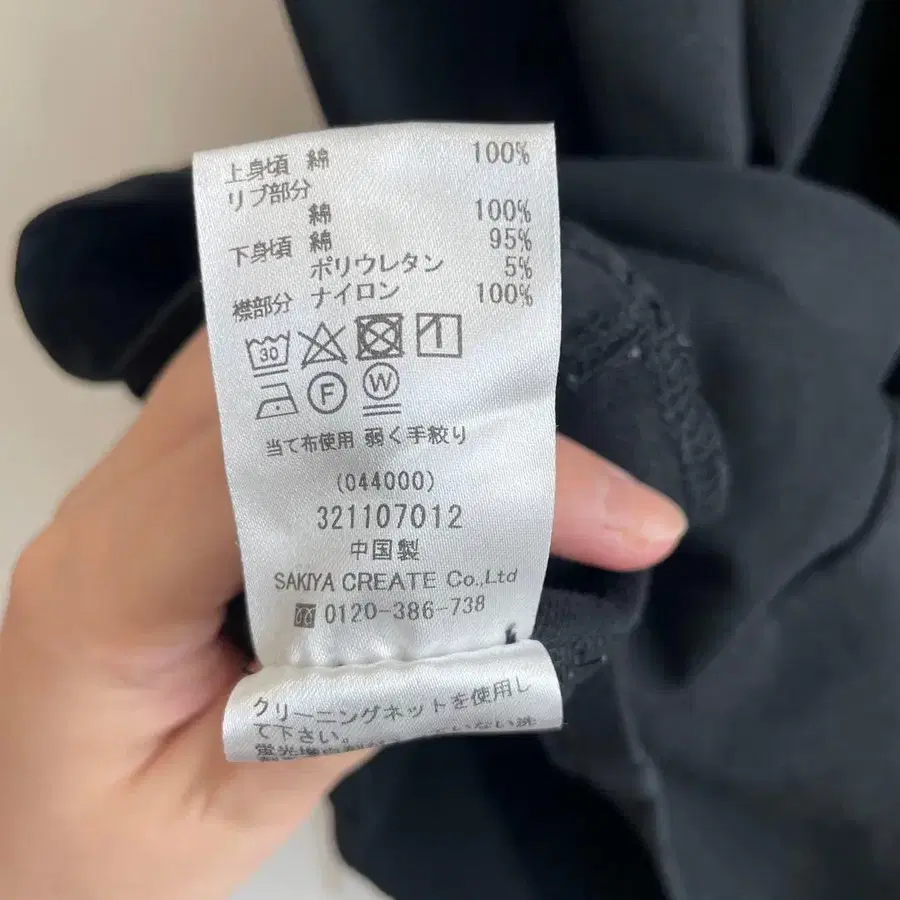 上身頃 綿 100%
リブ部分
綿 100%
下身頃 綿 95%
ポリウレタン 5%
襟部分 ナイロン 100%
30
F W
当て布使用 弱く手絞り
(044000)
321107012
中国製
SAKIYA CREATE Co.,Ltd
0120-386-738
クリーニングネットを使用し
て下さい。